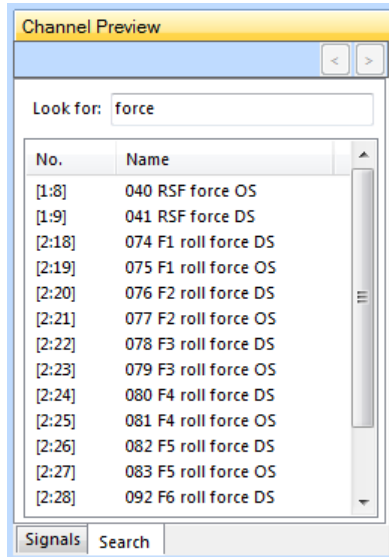 Channel Preview
< >
Look for: force
No. Name
[1:8] 040 RSF force OS
[1:9] 041 RSF force DS
[2:18] 074 F1 roll force DS
[2:19] 075 F1 roll force OS
[2:20] 076 F2 roll force DS
[2:21] 077 F2 roll force OS
[2:22] 078 F3 roll force DS
[2:23] 079 F3 roll force OS
[2:24] 080 F4 roll force DS
[2:25] 081 F4 roll force OS
[2:26] 082 F5 roll force DS
[2:27] 083 F5 roll force OS
[2:28] 092 F6 roll force DS
Signals Search